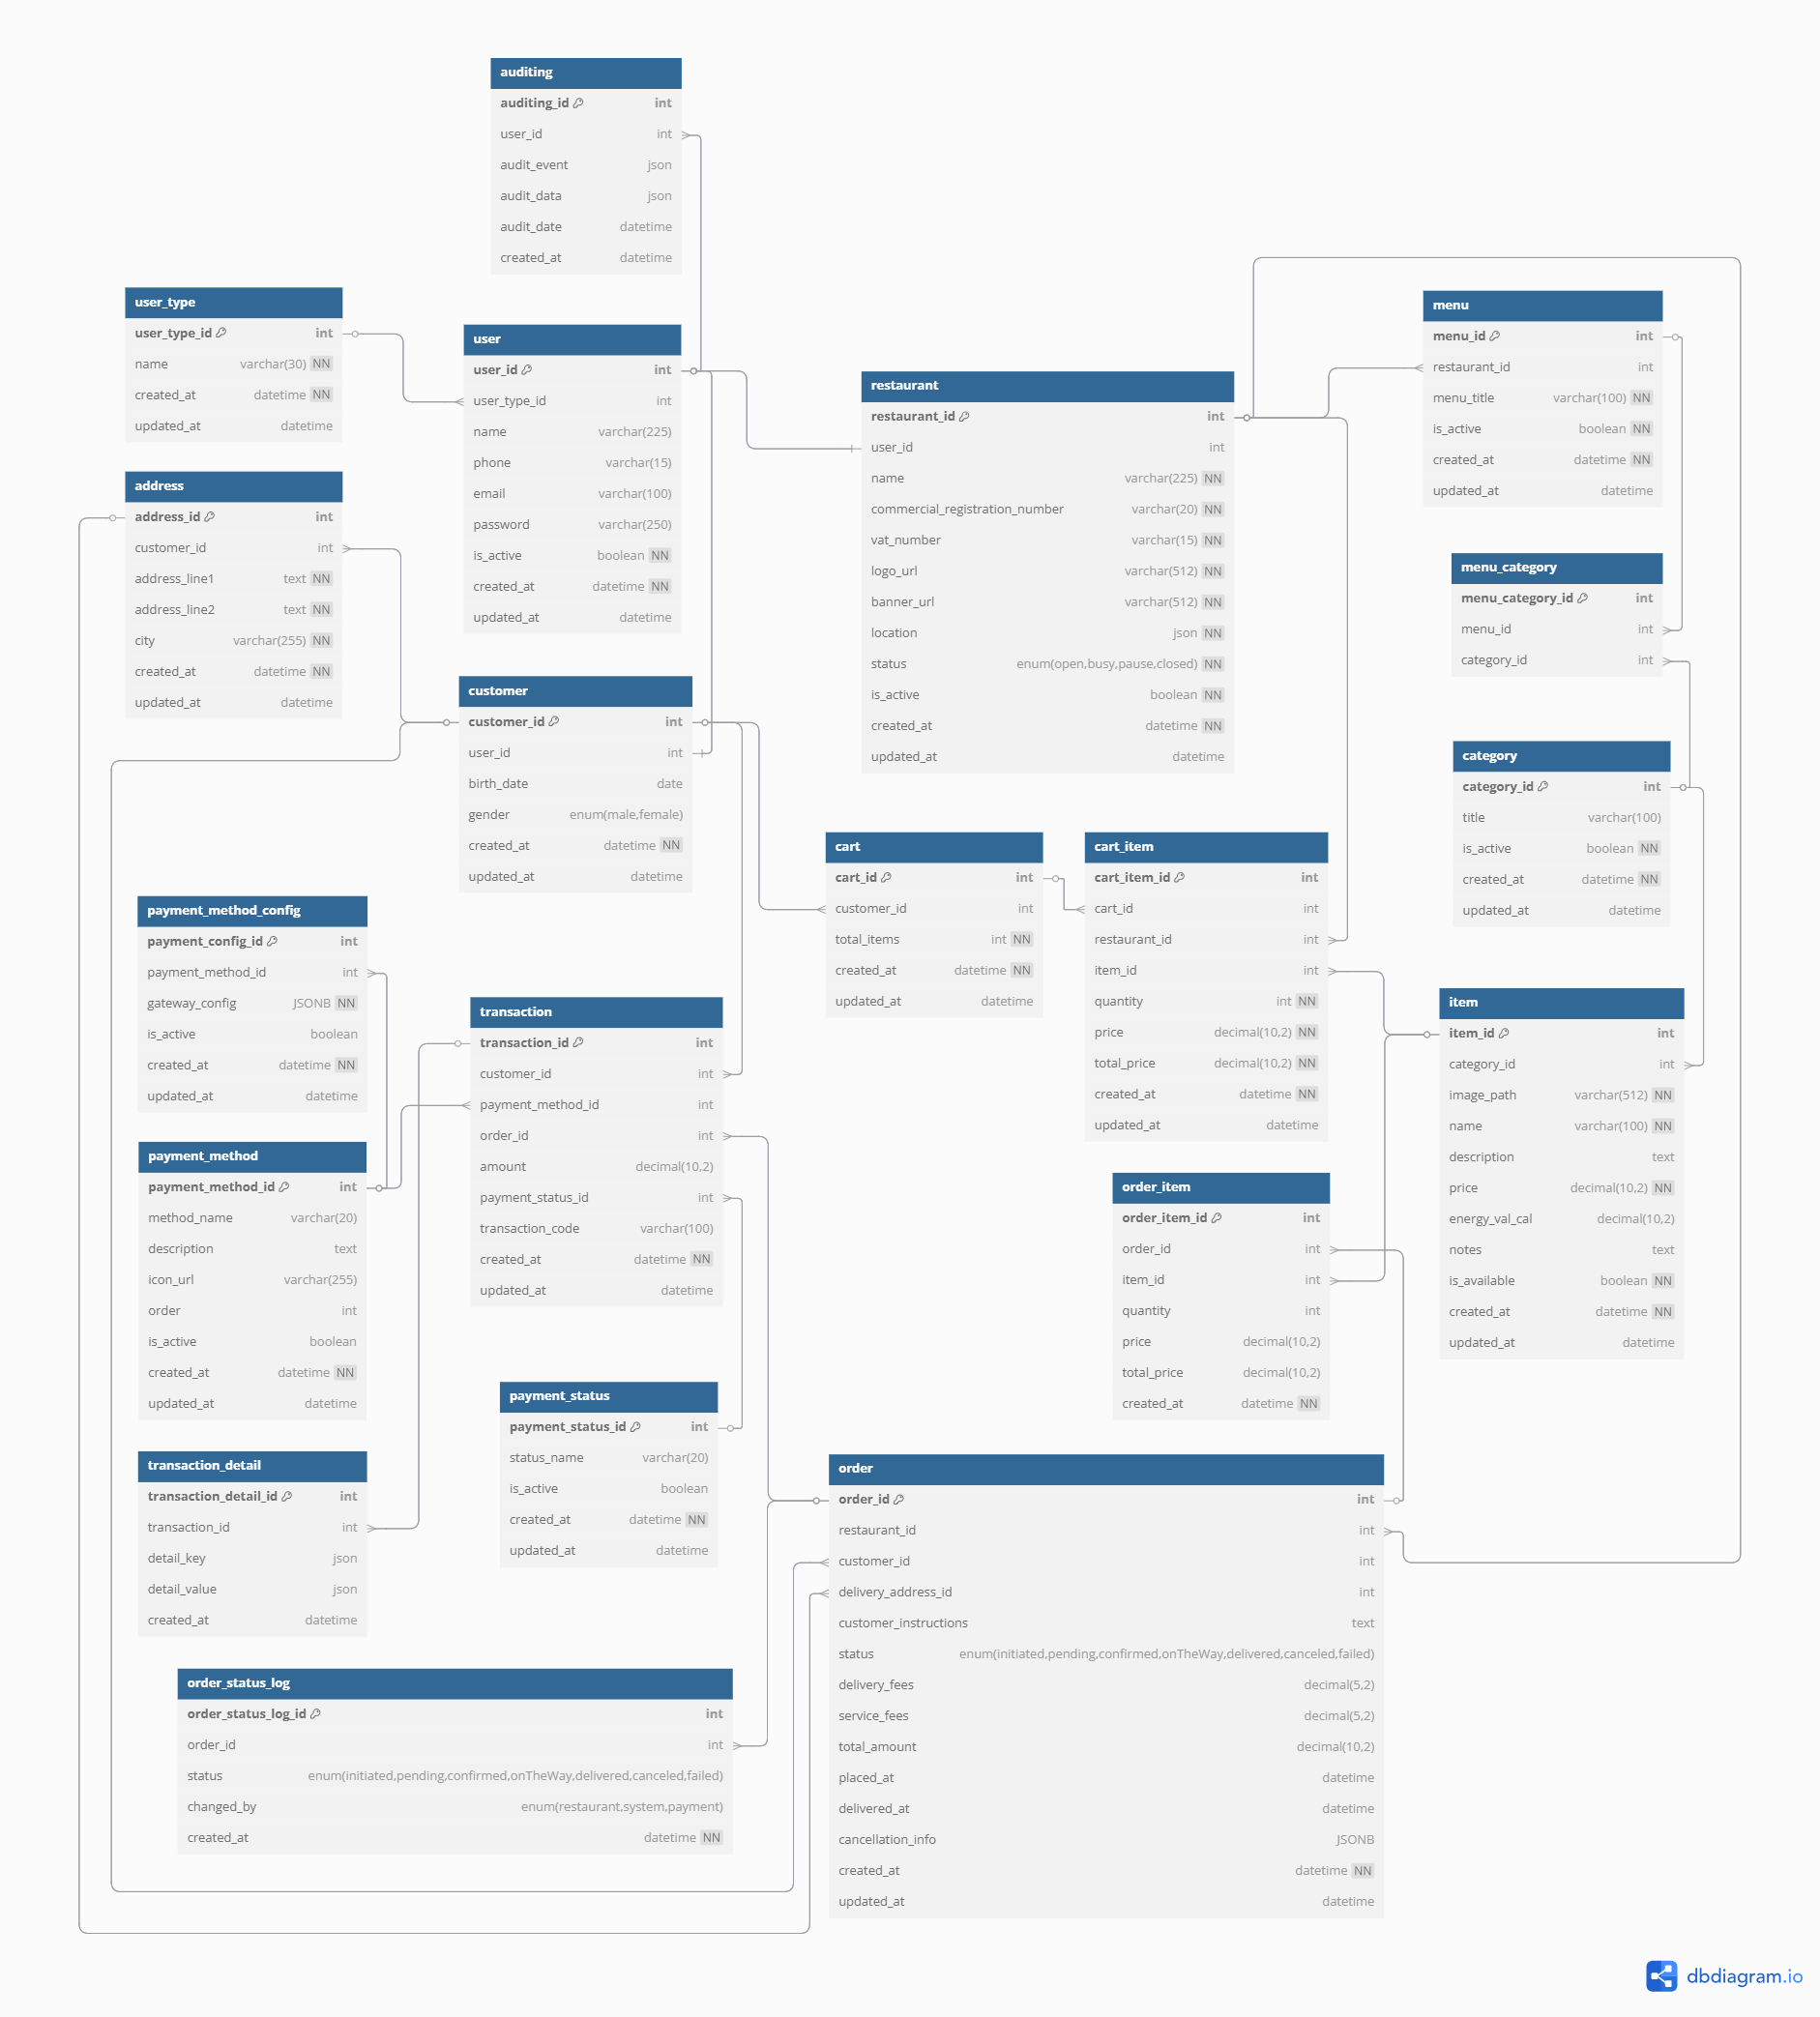 auditing
auditing_id int
user_id int
audit_event json
audit_data json
audit_date datetime
created_at datetime
user_type
user_type_id int
name varchar(30) NN
created_at datetime NN
updated_at datetime
user
user_id int
user_type_id int
name varchar(225)
phone varchar(15)
email varchar(100)
password varchar(250)
is_active boolean NN
created_at datetime NN
updated_at datetime
restaurant
restaurant_id int
user_id int
name varchar(225) NN
commercial_registration_number varchar(20) NN
vat_number varchar(15) NN
logo_url varchar(512) NN
banner_url varchar(512) NN
location json NN
status enum(open,busy,pause,closed) NN
is_active boolean NN
created_at datetime NN
updated_at datetime
menu
menu_id int
restaurant_id int
menu_title varchar(100) NN
is_active boolean NN
created_at datetime NN
updated_at datetime
address
address_id int
customer_id int
address_line1 text NN
address_line2 text NN
city varchar(255) NN
created_at datetime NN
updated_at datetime
menu_category
menu_category_id int
menu_id int
category_id int
customer
customer_id int
user_id int
birth_date date
gender enum(male,female)
created_at datetime NN
updated_at datetime
category
category_id int
title varchar(100)
is_active boolean NN
created_at datetime NN
updated_at datetime
cart
cart_id int
customer_id int
total_items int NN
created_at datetime NN
updated_at datetime
cart_item
cart_item_id int
cart_id int
restaurant_id int
item_id int
quantity int NN
price decimal(10,2) NN
total_price decimal(10,2) NN
created_at datetime NN
updated_at datetime
payment_method_config
payment_config_id int
payment_method_id int
gateway_config JSONB NN
is_active boolean
created_at datetime NN
updated_at datetime
transaction
transaction_id int
customer_id int
payment_method_id int
order_id int
amount decimal(10,2)
payment_status_id int
transaction_code varchar(100)
created_at datetime NN
updated_at datetime
item
item_id int
category_id int
image_path varchar(512) NN
name varchar(100) NN
description text
price decimal(10,2) NN
energy_val_cal decimal(10,2)
notes text
is_available boolean NN
created_at datetime NN
updated_at datetime
payment_method
payment_method_id int
method_name varchar(20)
description text
icon_url varchar(255)
order int
is_active boolean
created_at datetime NN
updated_at datetime
order_item
order_item_id int
order_id int
item_id int
quantity int
price decimal(10,2)
total_price decimal(10,2)
created_at datetime NN
payment_status
payment_status_id int
status_name varchar(20)
is_active boolean
created_at datetime NN
updated_at datetime
transaction_detail
transaction_detail_id int
transaction_id int
detail_key json
detail_value json
created_at datetime
order
order_id int
restaurant_id int
customer_id int
delivery_address_id int
customer_instructions text
status enum(initiated,pending,confirmed,onTheWay,delivered,canceled,failed)
delivery_fees decimal(5,2)
service_fees decimal(5,2)
total_amount decimal(10,2)
placed_at datetime
delivered_at datetime
cancellation_info JSONB
created_at datetime NN
updated_at datetime
order_status_log
order_status_log_id int
order_id int
status enum(initiated,pending,confirmed,onTheWay,delivered,canceled,failed)
changed_by enum(restaurant,system,payment)
created_at datetime NN
dbdiagram.io